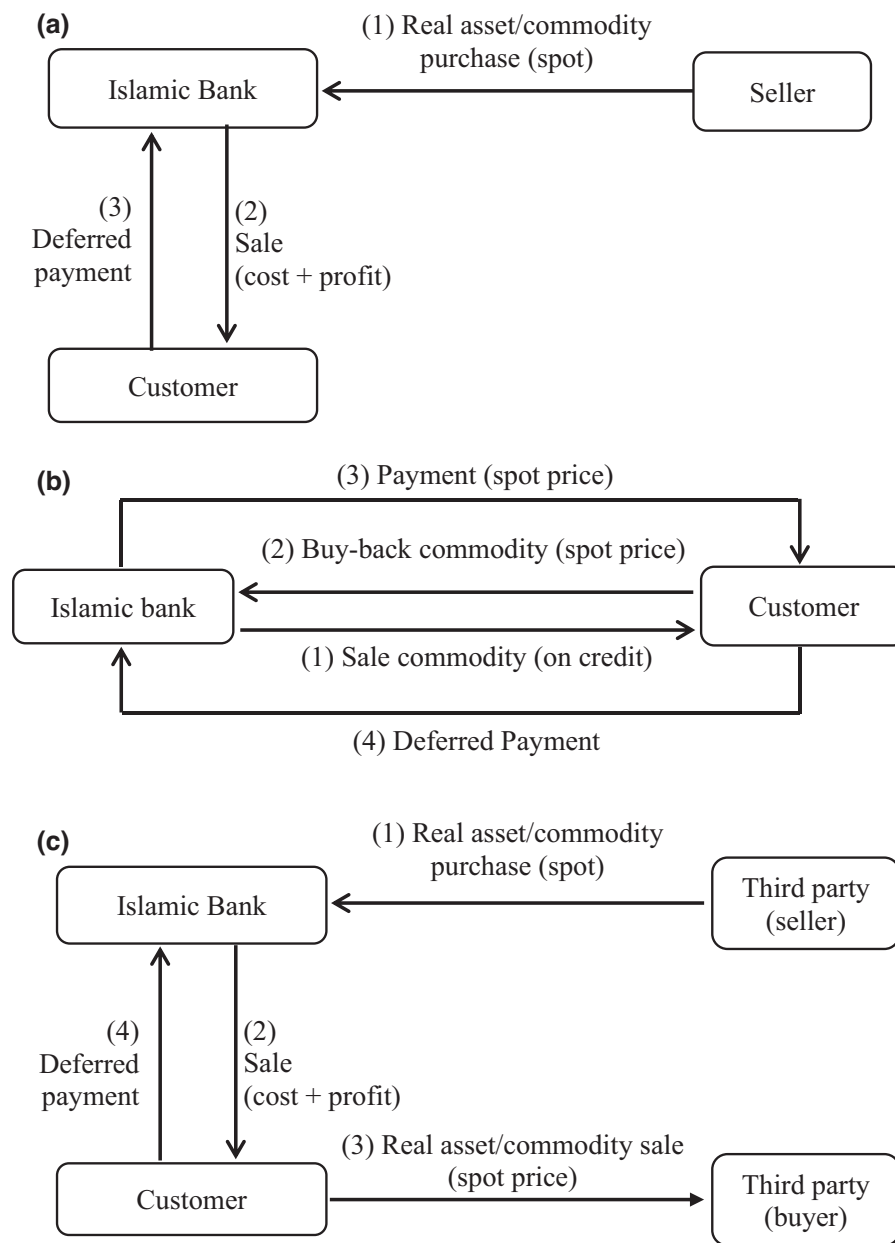 (a)
(1) Real asset/commodity
purchase (spot)
Islamic Bank
Seller
(3)
Deferred
payment
(2)
Sale
(cost + profit)
Customer
(b)
(3) Payment (spot price)
(2) Buy-back commodity (spot price)
Islamic bank
Customer
(1) Sale commodity (on credit)
(4) Deferred Payment
(c)
(1) Real asset/commodity
purchase (spot)
Islamic Bank
Third party
(seller)
(4)
Deferred
payment
(2)
Sale
(cost + profit)
(3) Real asset/commodity sale
(spot price)
Customer
Third party
(buyer)